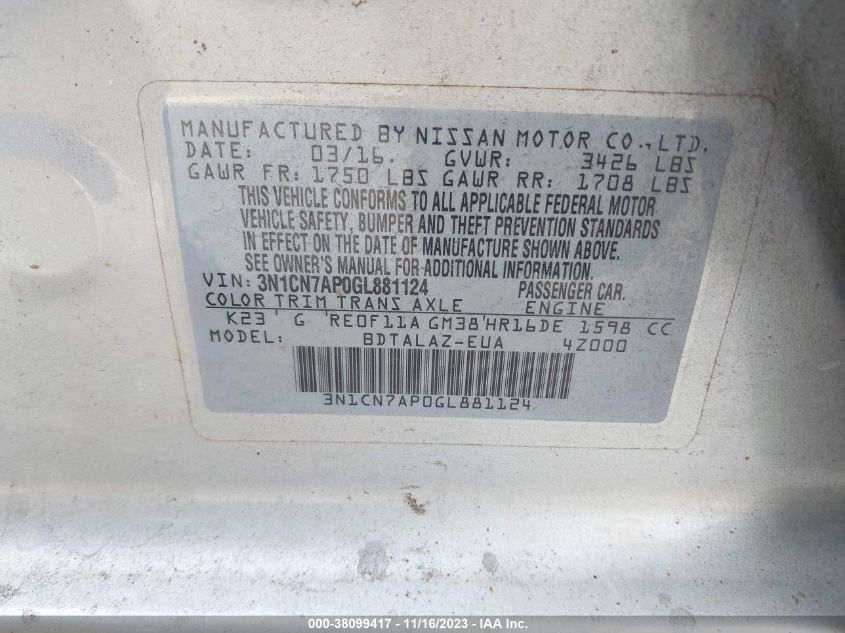 MANUFACTURED BY NISSAN MOTOR CO.,LTD.
DATE: 03/16. GVWR: 3426 LBS
GAWR FR: 1750 LBS GAWR RR: 1708 LBS
THIS VEHICLE CONFORMS TO ALL APPLICABLE FEDERAL MOTOR
VEHICLE SAFETY, BUMPER AND THEFT PREVENTION STANDARDS
IN EFFECT ON THE DATE OF MANUFACTURE SHOWN ABOVE.
SEE OWNER'S MANUAL FOR ADDITIONAL INFORMATION.
VIN: 3N1CN7AP0GL881124 PASSENGER CAR.
COLOR TRIM TRANS AXLE ENGINE
K23 ' G 'RE0F11A GM38'HR16DE 1598 CC
MODEL: BDTALAZ-EUA 4Z000
3N1CN7AP0GL881124
000-38099417 - 11/16/2023 - IAA Inc.